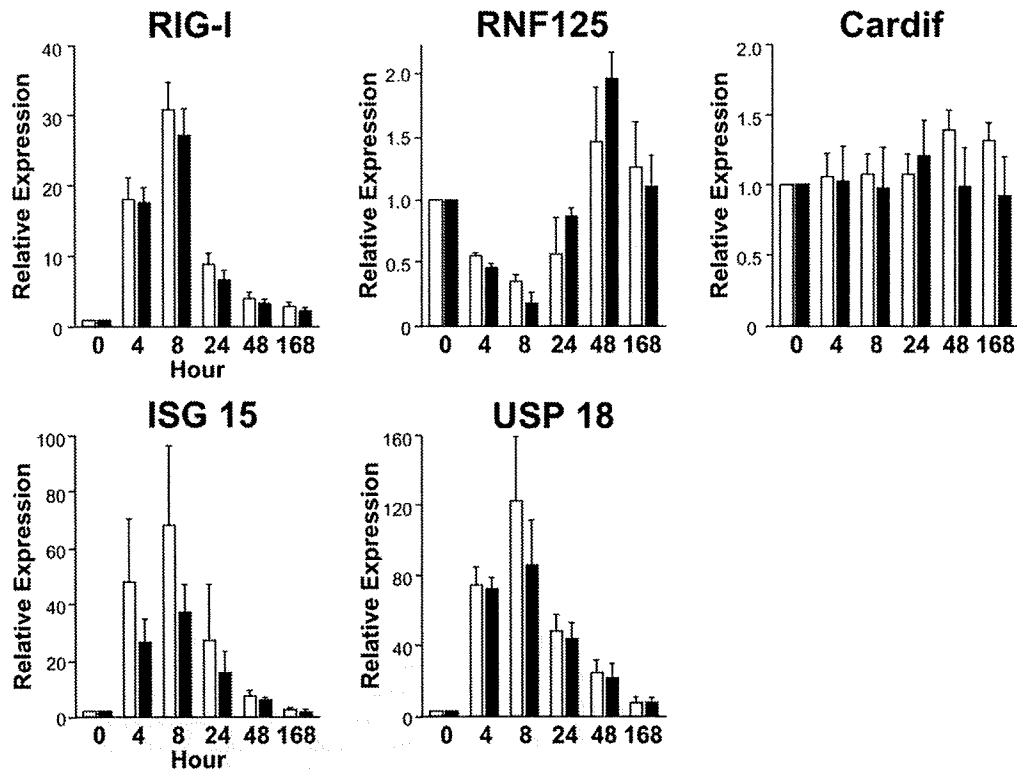 RIG-I
RNF125
Cardif
Relative Expression
40
30
20
10
0
0 4 8 24 48 168
Hour
Relative Expression
2.0
1.5
1.0
0.5
0
0 4 8 24 48 168
Relative Expression
2.0
1.5
1.0
0.5
0
0 4 8 24 48 168
ISG 15
USP 18
Relative Expression
100
80
60
40
20
0
0 4 8 24 48 168
Hour
Relative Expression
160
120
80
40
0
0 4 8 24 48 168